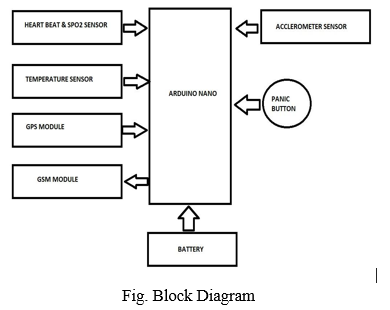 HEART BEAT & SPO2 SENSOR
ACCLEROMETER SENSOR
TEMPERATURE SENSOR
ARDUINO NANO
PANIC
BUTTON
GPS MODULE
GSM MODULE
BATTERY
Fig. Block Diagram